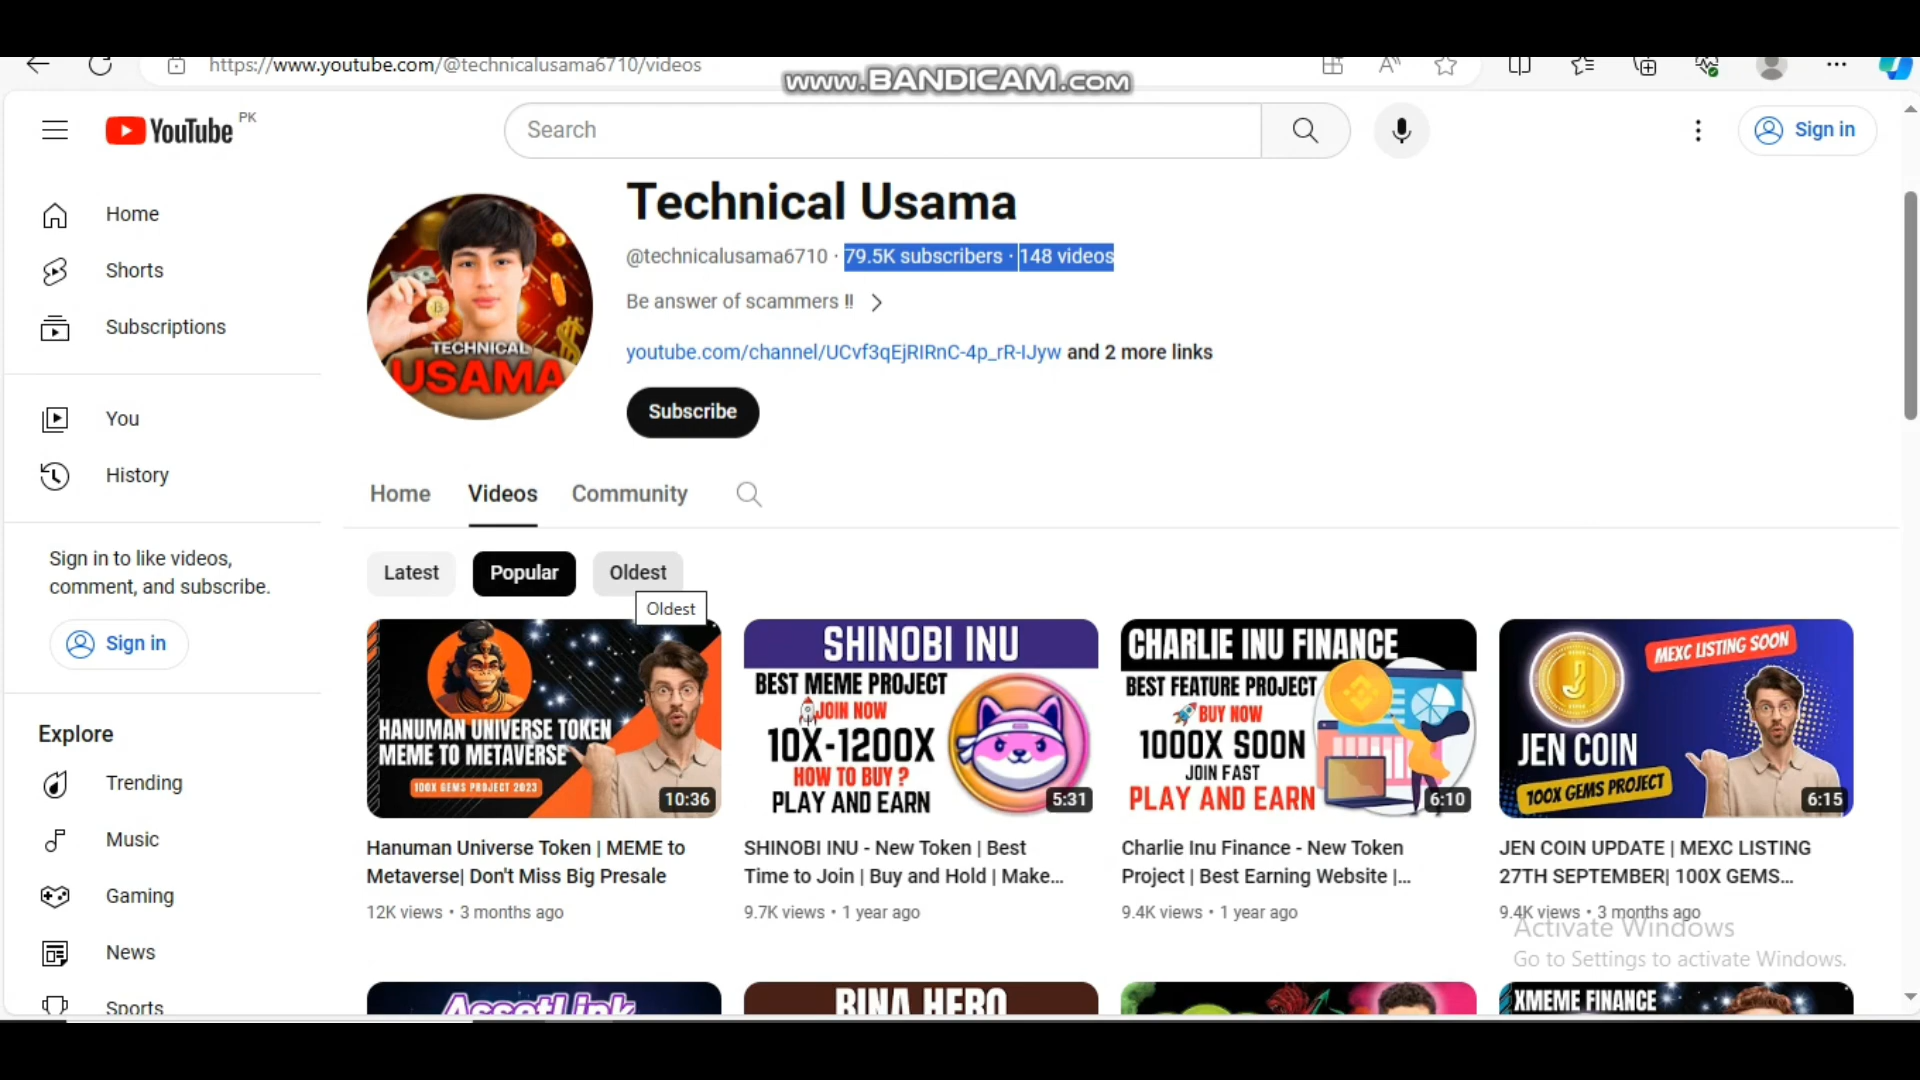 https://www.youtube.com/@technicalusama6710/videos
www.BANDICAM.com
YouTube PK
Search
Sign in
Home
Shorts
Subscriptions
You
History
Sign in to like videos,
comment, and subscribe.
Sign in
Explore
Trending
Music
Gaming
News
Sports
TECHNICAL
USAMA
Technical Usama
@technicalusama6710 · 79.5K subscribers · 148 videos
Be answer of scammers !!
youtube.com/channel/UCvf3qEjRIRnC-4p_rR-IJyw and 2 more links
Subscribe
Home Videos Community
Latest Popular Oldest
Oldest
HANUMAN UNIVERSE TOKEN
MEME TO METAVERSE
100X GEMS PROJECT 2023
10:36
Hanuman Universe Token | MEME to
Metaverse| Don't Miss Big Presale
12K views • 3 months ago
SHINOBI INU
BEST MEME PROJECT
JOIN NOW
10X-1200X
HOW TO BUY ?
PLAY AND EARN
5:31
SHINOBI INU - New Token | Best
Time to Join | Buy and Hold | Make...
9.7K views • 1 year ago
CHARLIE INU FINANCE
BEST FEATURE PROJECT
BUY NOW
1000X SOON
JOIN FAST
PLAY AND EARN
6:10
Charlie Inu Finance - New Token
Project | Best Earning Website |...
9.4K views • 1 year ago
MEXC LISTING SOON
JEN COIN
100X GEMS PROJECT
6:15
JEN COIN UPDATE | MEXC LISTING
27TH SEPTEMBER| 100X GEMS...
9.4K views • 3 months ago
Activate Windows
Go to Settings to activate Windows.
AssetLink
BINA HERO
XMEME FINANCE